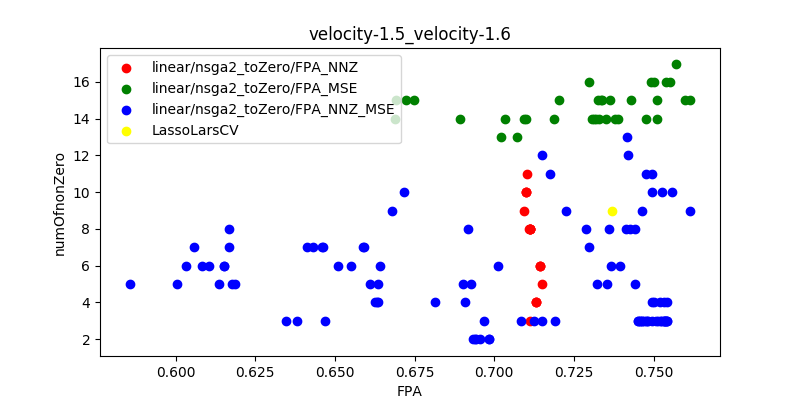 velocity-1.5_velocity-1.6
linear/nsga2_toZero/FPA_NNZ
linear/nsga2_toZero/FPA_MSE
linear/nsga2_toZero/FPA_NNZ_MSE
LassoLarsCV
numOfnonZero
16
14
12
10
8
6
4
2
0.600 0.625 0.650 0.675 0.700 0.725 0.750
FPA